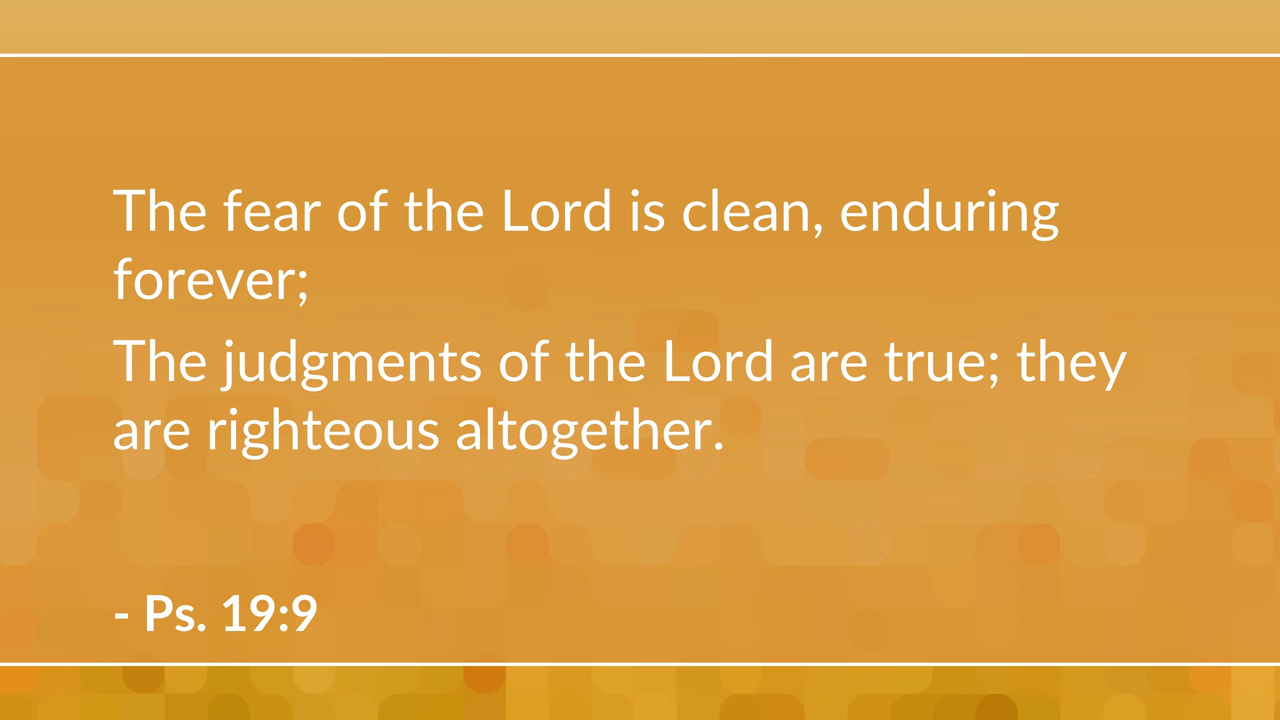 The fear of the Lord is clean, enduring
forever;
The judgments of the Lord are true; they
are righteous altogether.
- Ps. 19:9